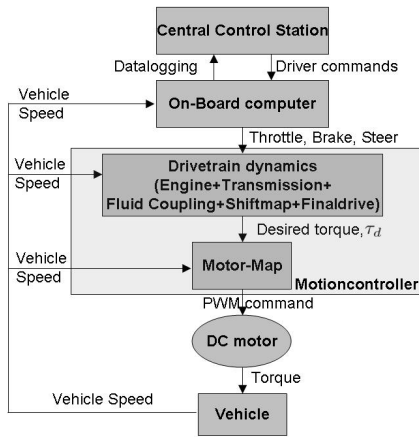 Central Control Station
Datalogging
Driver commands
Vehicle
Speed
On-Board computer
Throttle, Brake, Steer
Vehicle
Speed
Drivetrain dynamics
(Engine+Transmission+
Fluid Coupling+Shiftmap+Finaldrive)
Desired torque, τ_d
Vehicle
Speed
Motor-Map
Motioncontroller
PWM command
DC motor
Torque
Vehicle Speed
Vehicle